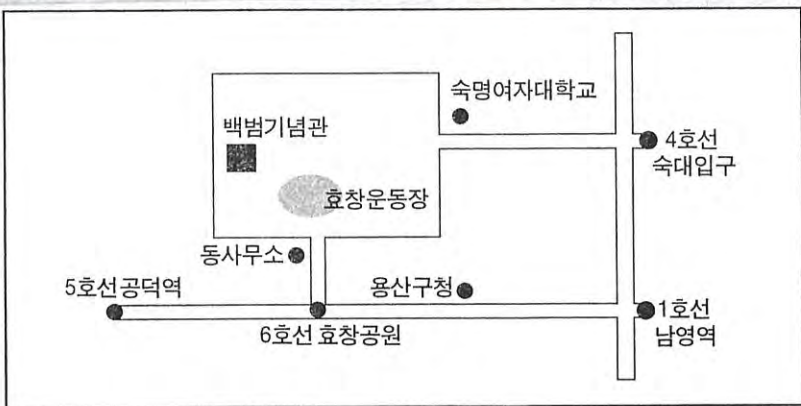 숙명여자대학교
백범기념관
4호선
숙대입구
효창운동장
동사무소
5호선공덕역
용산구청
1호선
남영역
6호선 효창공원